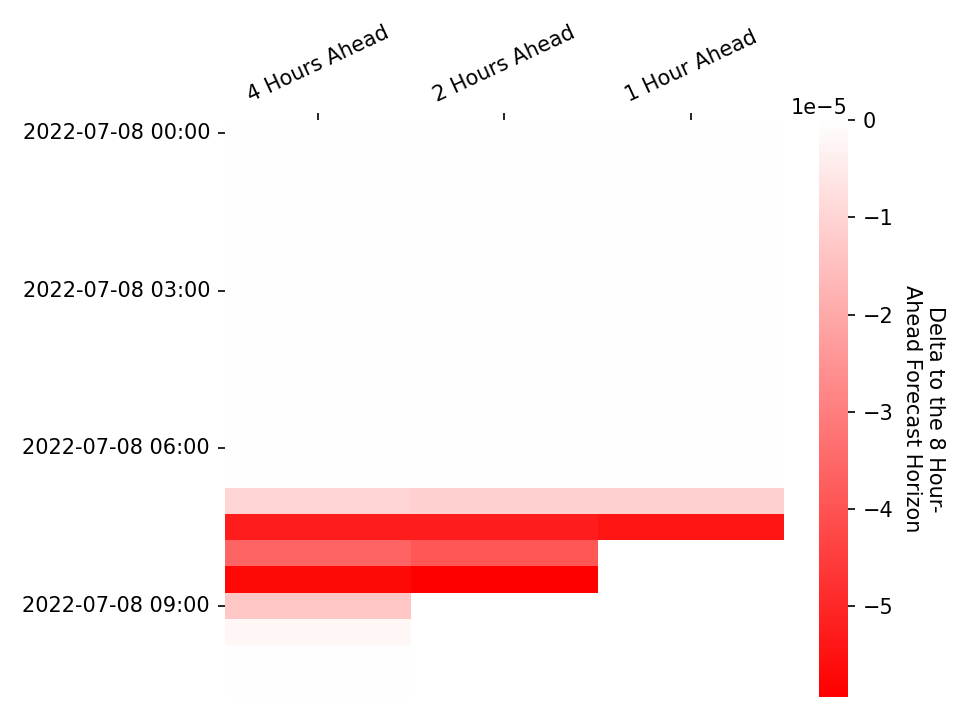 4 Hours Ahead
2 Hours Ahead
1 Hour Ahead
1e−5
2022-07-08 00:00
2022-07-08 03:00
2022-07-08 06:00
2022-07-08 09:00
0
−1
−2
−3
−4
−5
Delta to the 8 Hour-
Ahead Forecast Horizon